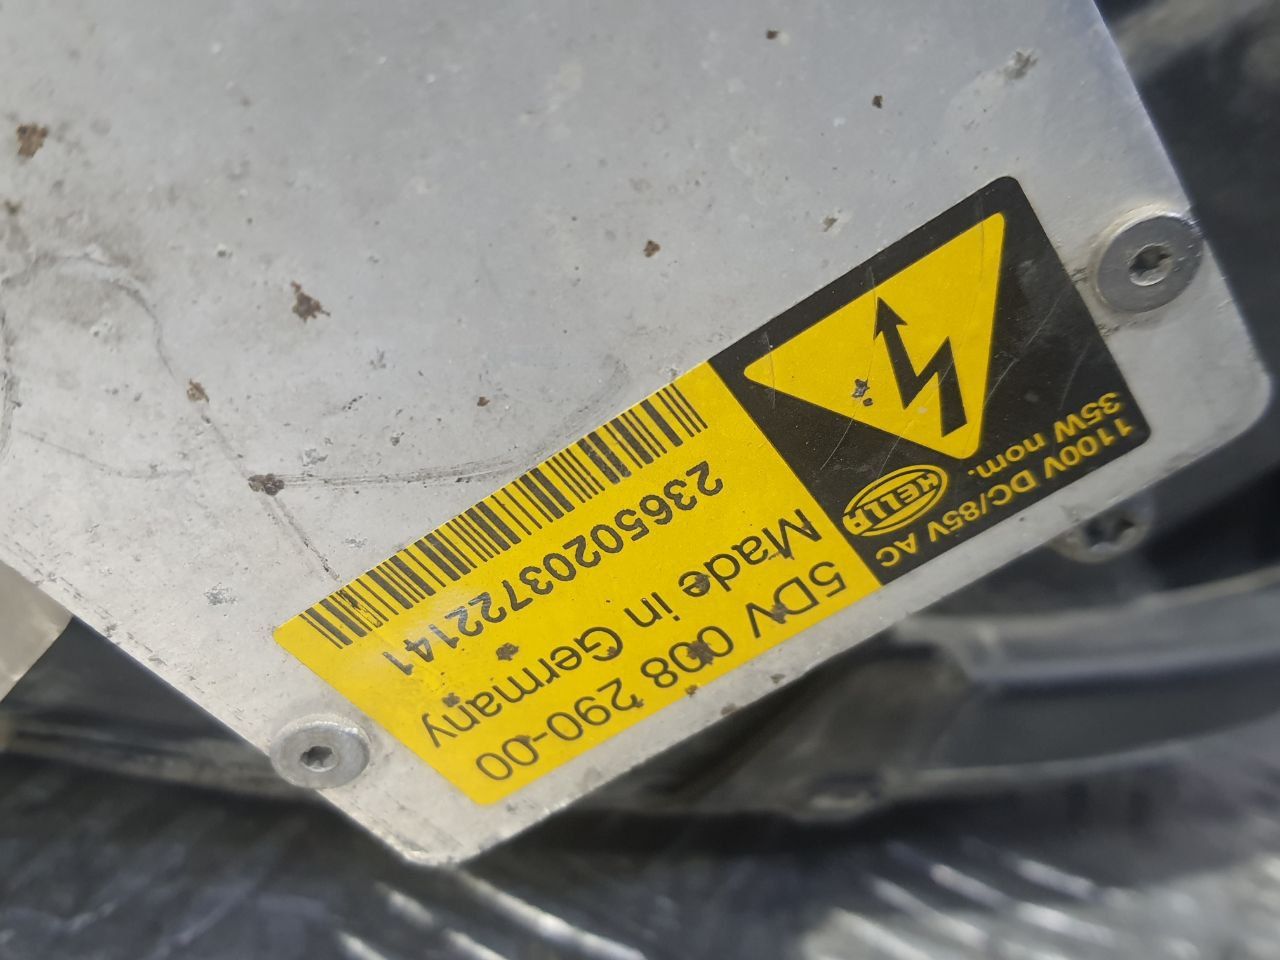 5DV 008 290-00
Made in Germany
23650203722141
HELLA
1100V DC/85V AC
35W nom.